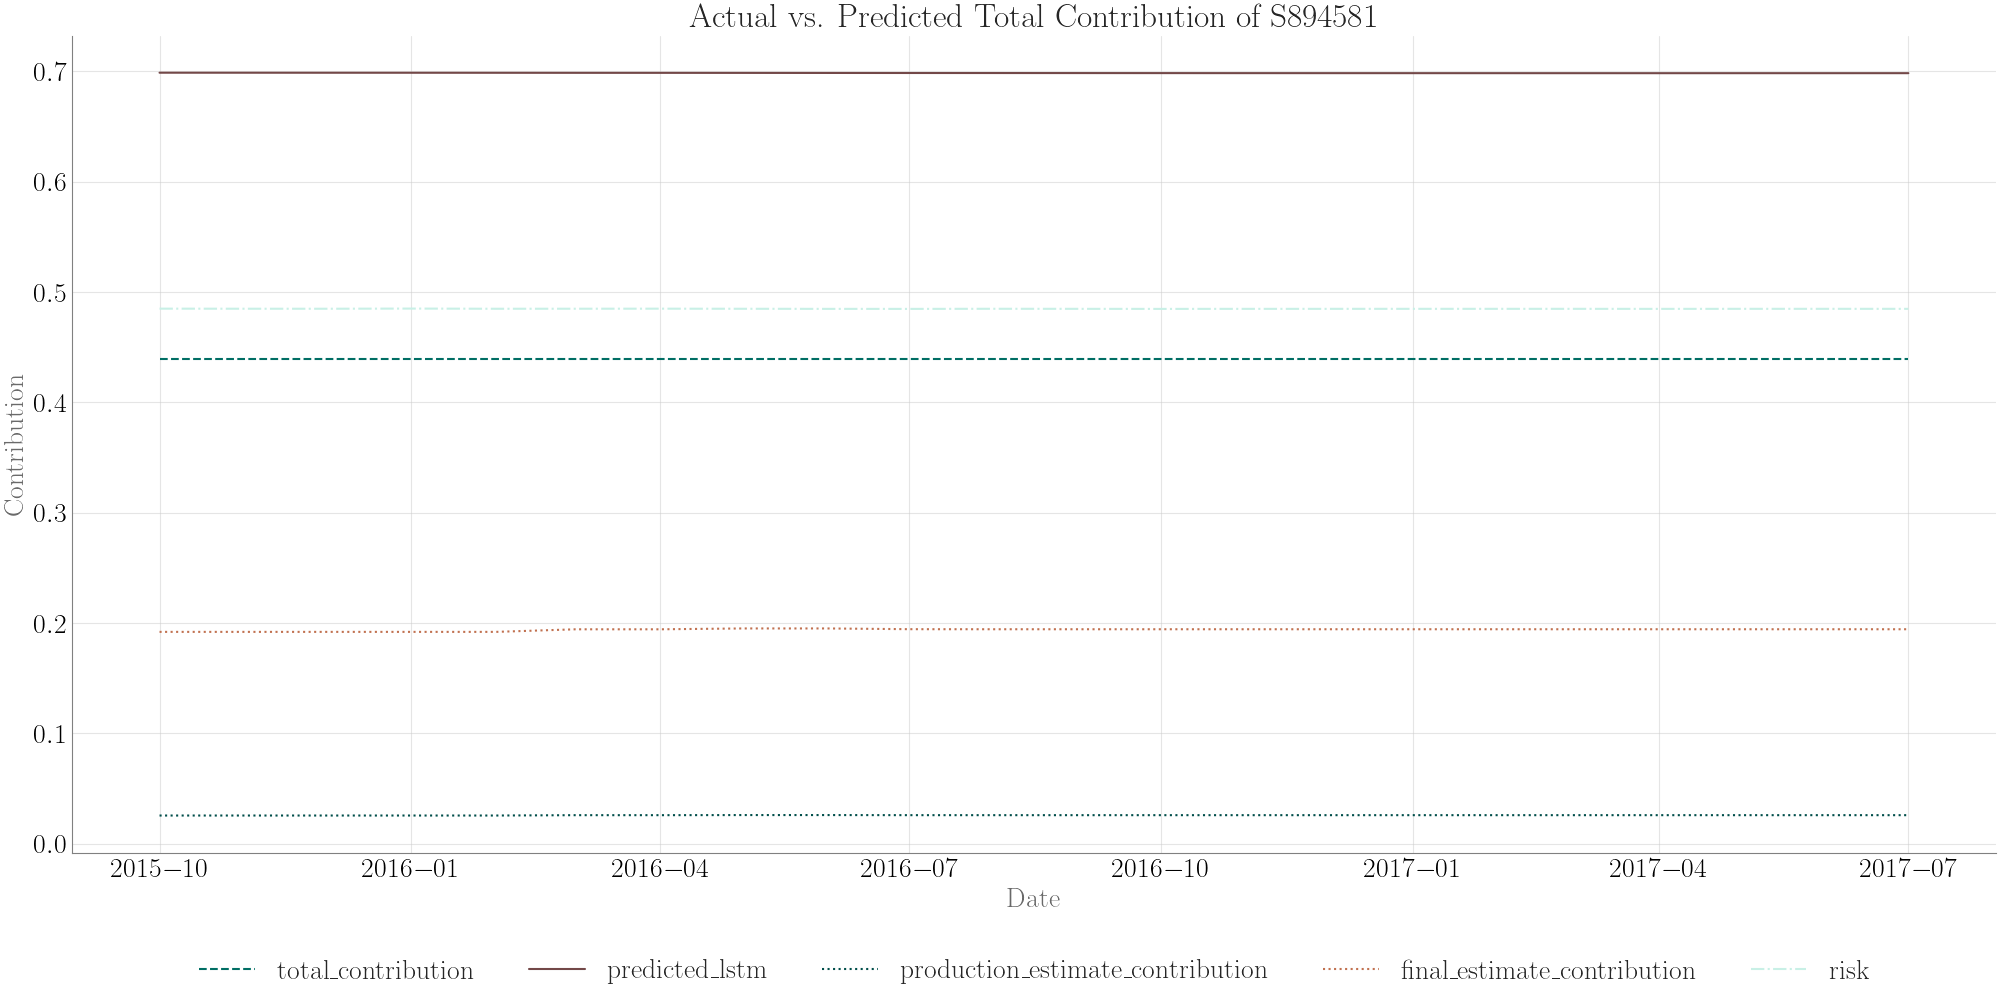 Actual vs. Predicted Total Contribution of S894581
Contribution
0.7
0.6
0.5
0.4
0.3
0.2
0.1
0.0
2015–10 2016–01 2016–04 2016–07 2016–10 2017–01 2017–04 2017–07
Date
total_contribution predicted_lstm production_estimate_contribution final_estimate_contribution risk